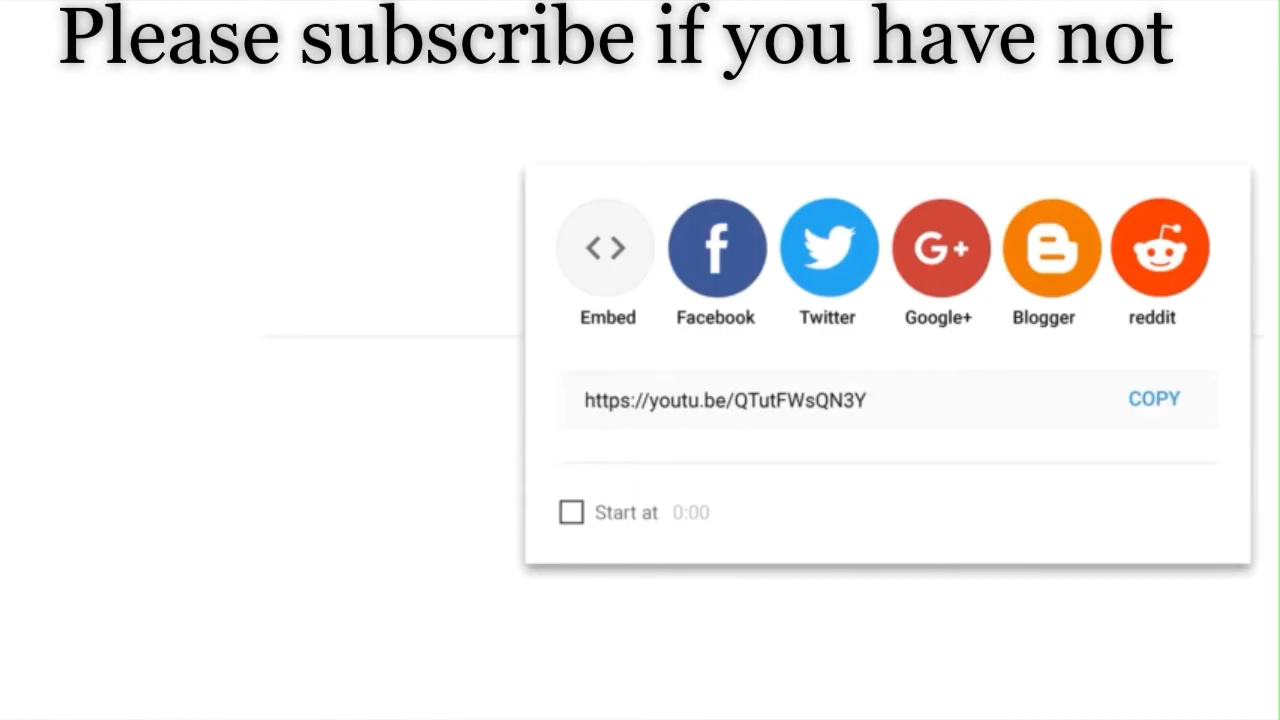 Please subscribe if you have not
Embed Facebook Twitter Google+ Blogger reddit
https://youtu.be/QTutFWsQN3Y COPY
Start at 0:00